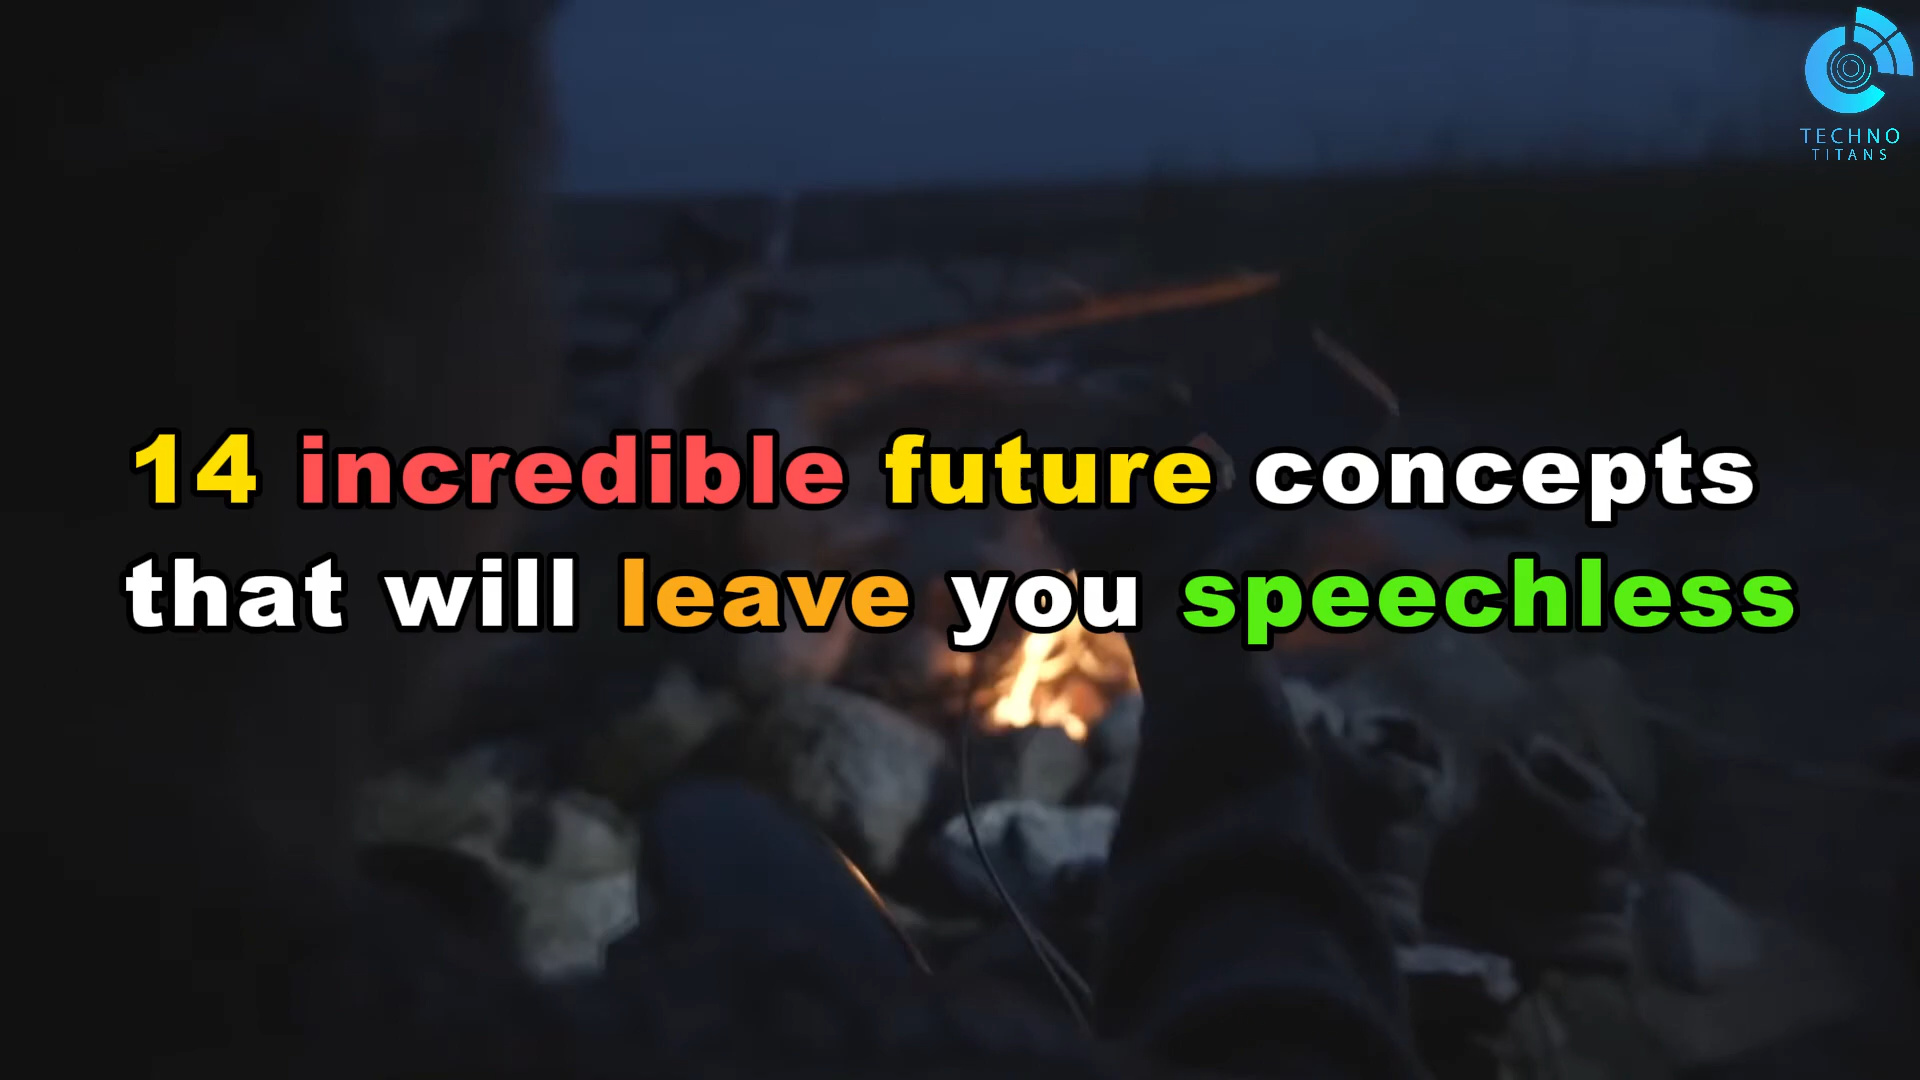 TECHNO
TITANS
14 incredible future concepts
that will leave you speechless